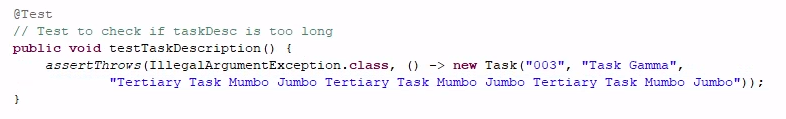 @Test
// Test to check if taskDesc is too long
public void testTaskDescription() {
assertThrows(IllegalArgumentException.class, () -> new Task("003", "Task Gamma",
"Tertiary Task Mumbo Jumbo Tertiary Task Mumbo Jumbo Tertiary Task Mumbo Jumbo"));
}